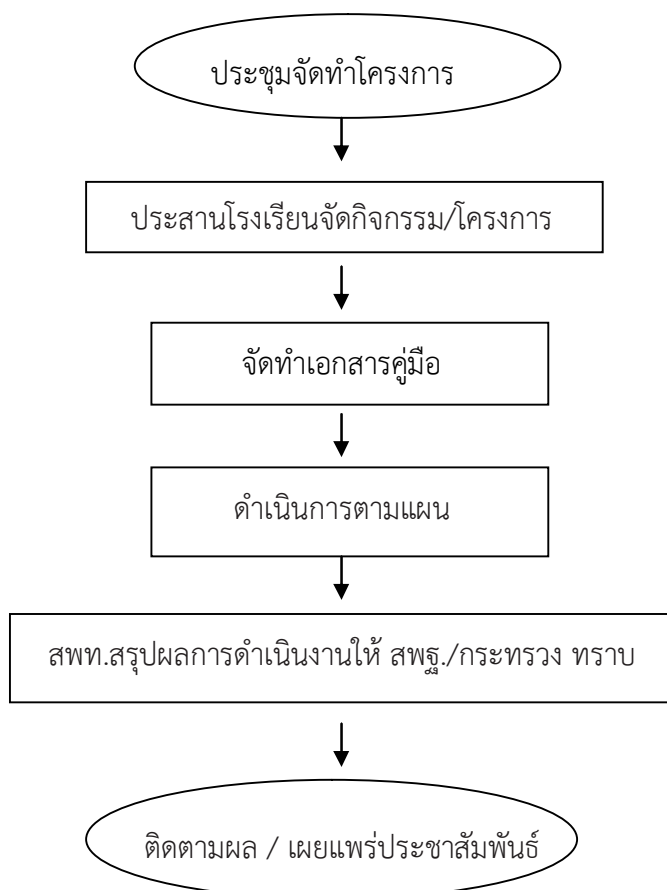 ประชุมจัดทำโครงการ
ประสานโรงเรียนจัดกิจกรรม/โครงการ
จัดทำเอกสารคู่มือ
ดำเนินการตามแผน
สพท.สรุปผลการดำเนินงานให้ สพฐ./กระทรวง ทราบ
ติดตามผล / เผยแพร่ประชาสัมพันธ์